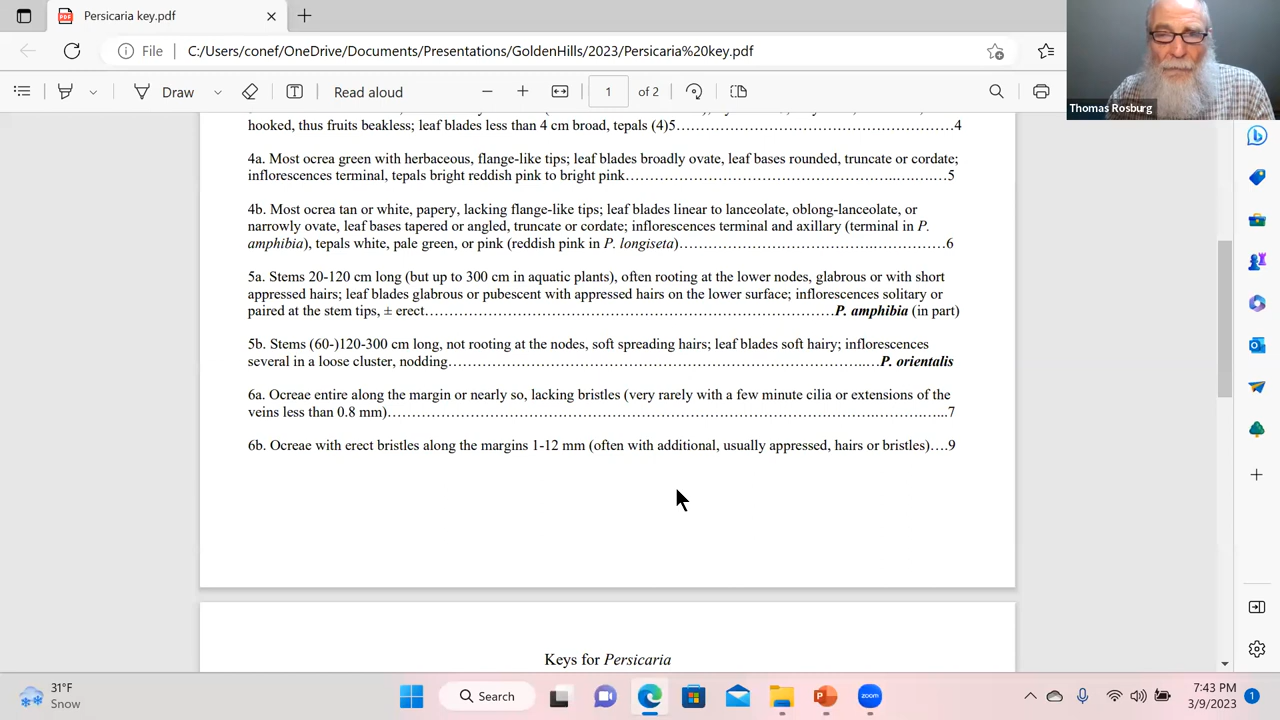 Persicaria key.pdf
File C:/Users/conef/OneDrive/Documents/Presentations/GoldenHills/2023/Persicaria%20key.pdf
Draw
Read aloud
1 of 2
Thomas Rosburg
hooked, thus fruits beakless; leaf blades less than 4 cm broad, tepals (4)5……………………………………………………4
4a. Most ocrea green with herbaceous, flange-like tips; leaf blades broadly ovate, leaf bases rounded, truncate or cordate;
inflorescences terminal, tepals bright reddish pink to bright pink……………………………………………………..…….…….5
4b. Most ocrea tan or white, papery, lacking flange-like tips; leaf blades linear to lanceolate, oblong-lanceolate, or
narrowly ovate, leaf bases tapered or angled, truncate or cordate; inflorescences terminal and axillary (terminal in P.
amphibia), tepals white, pale green, or pink (reddish pink in P. longiseta)……………………………………….……………6
5a. Stems 20-120 cm long (but up to 300 cm in aquatic plants), often rooting at the lower nodes, glabrous or with short
appressed hairs; leaf blades glabrous or pubescent with appressed hairs on the lower surface; inflorescences solitary or
paired at the stem tips, ± erect……………………………………………………………………………………P. amphibia (in part)
5b. Stems (60-)120-300 cm long, not rooting at the nodes, soft spreading hairs; leaf blades soft hairy; inflorescences
several in a loose cluster, nodding……………………………………………………………………………………..….P. orientalis
6a. Ocreae entire along the margin or nearly so, lacking bristles (very rarely with a few minute cilia or extensions of the
veins less than 0.8 mm)……………………………………………………………………………………………………….…...7
6b. Ocreae with erect bristles along the margins 1-12 mm (often with additional, usually appressed, hairs or bristles)….9
Keys for Persicaria
31°F
Snow
Search
7:43 PM
3/9/2023
1